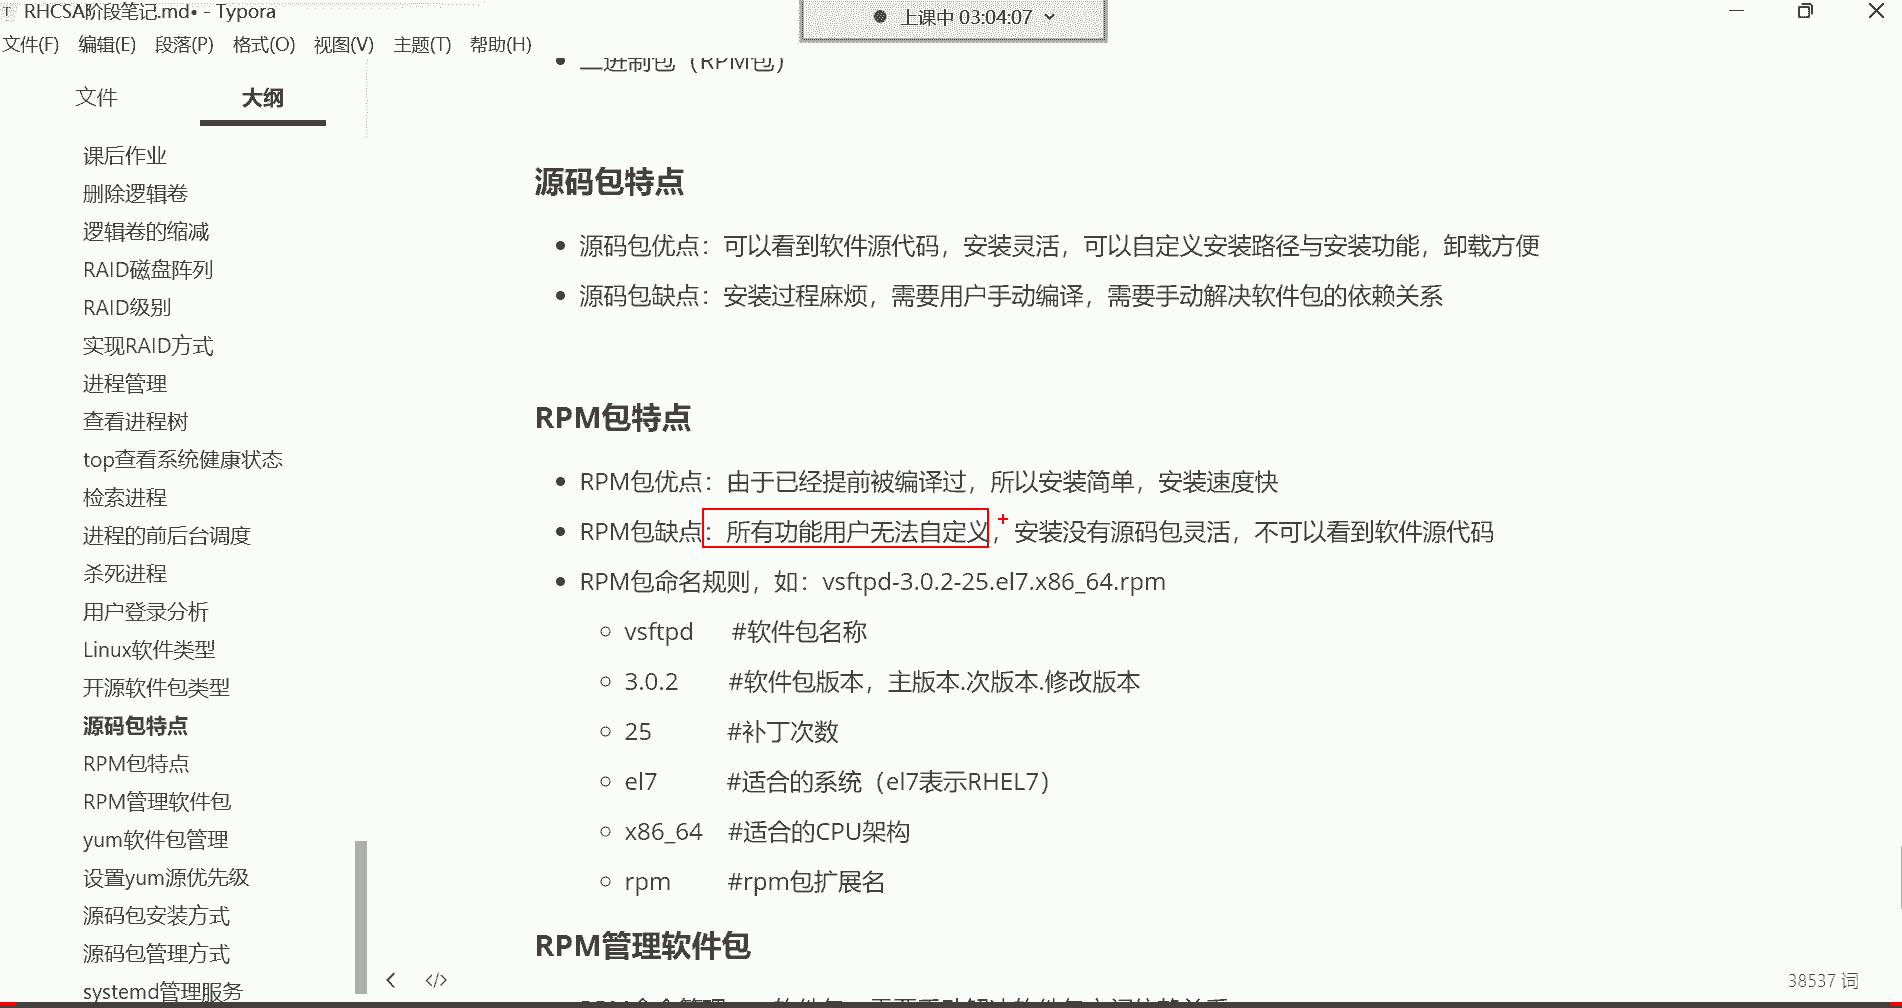 RHCSA阶段笔记.md• - Typora
上课中 03:04:07
文件(F) 编辑(E) 段落(P) 格式(O) 视图(V) 主题(T) 帮助(H)
文件 大纲
课后作业
删除逻辑卷
逻辑卷的缩减
RAID磁盘阵列
RAID级别
实现RAID方式
进程管理
查看进程树
top查看系统健康状态
检索进程
进程的前后台调度
杀死进程
用户登录分析
Linux软件类型
开源软件包类型
源码包特点
RPM包特点
RPM管理软件包
yum软件包管理
设置yum源优先级
源码包安装方式
源码包管理方式
systemd管理服务
二进制包（RPM包）
源码包特点
源码包优点：可以看到软件源代码，安装灵活，可以自定义安装路径与安装功能，卸载方便
源码包缺点：安装过程麻烦，需要用户手动编译，需要手动解决软件包的依赖关系
RPM包特点
RPM包优点：由于已经提前被编译过，所以安装简单，安装速度快
RPM包缺点：所有功能用户无法自定义，安装没有源码包灵活，不可以看到软件源代码
RPM包命名规则，如：vsftpd-3.0.2-25.el7.x86_64.rpm
vsftpd #软件包名称
3.0.2 #软件包版本，主版本.次版本.修改版本
25 #补丁次数
el7 #适合的系统（el7表示RHEL7）
x86_64 #适合的CPU架构
rpm #rpm包扩展名
RPM管理软件包
38537 词